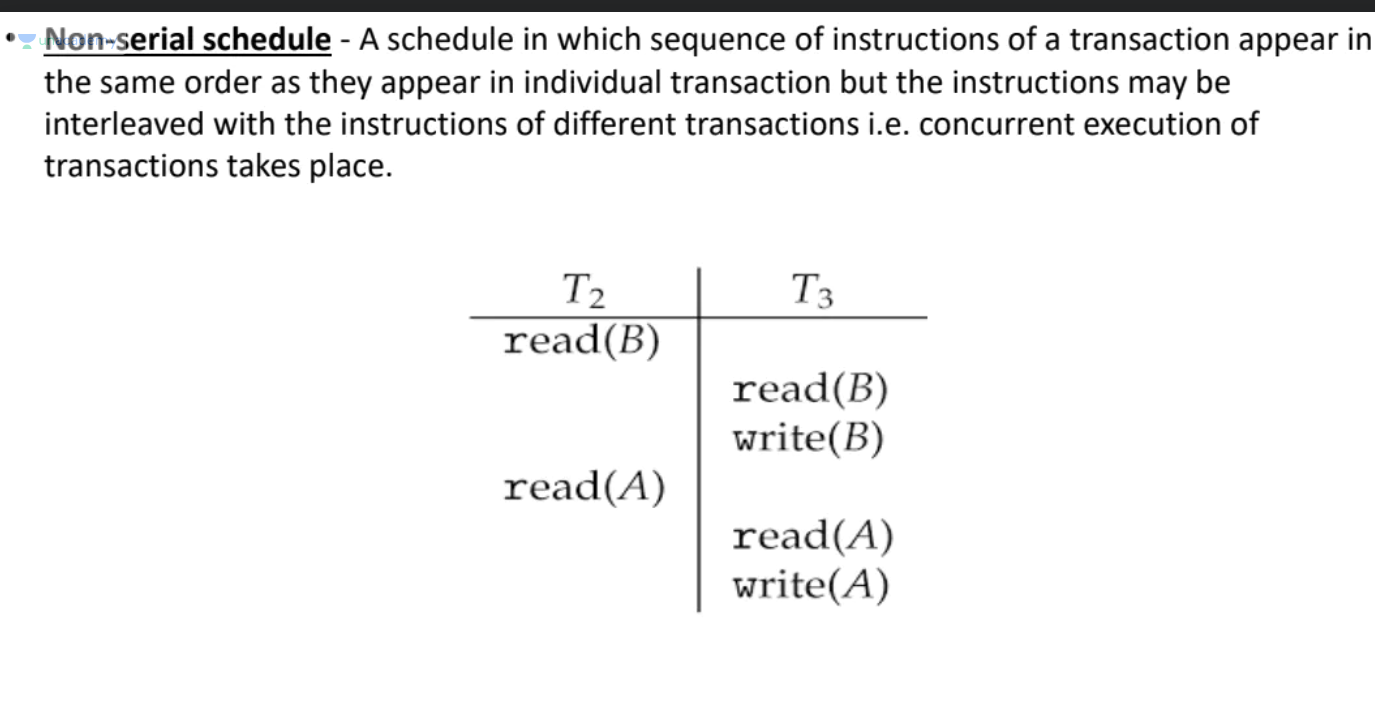 • Non-serial schedule - A schedule in which sequence of instructions of a transaction appear in
the same order as they appear in individual transaction but the instructions may be
interleaved with the instructions of different transactions i.e. concurrent execution of
transactions takes place.
T2 T3
read(B)
read(B)
write(B)
read(A)
read(A)
write(A)